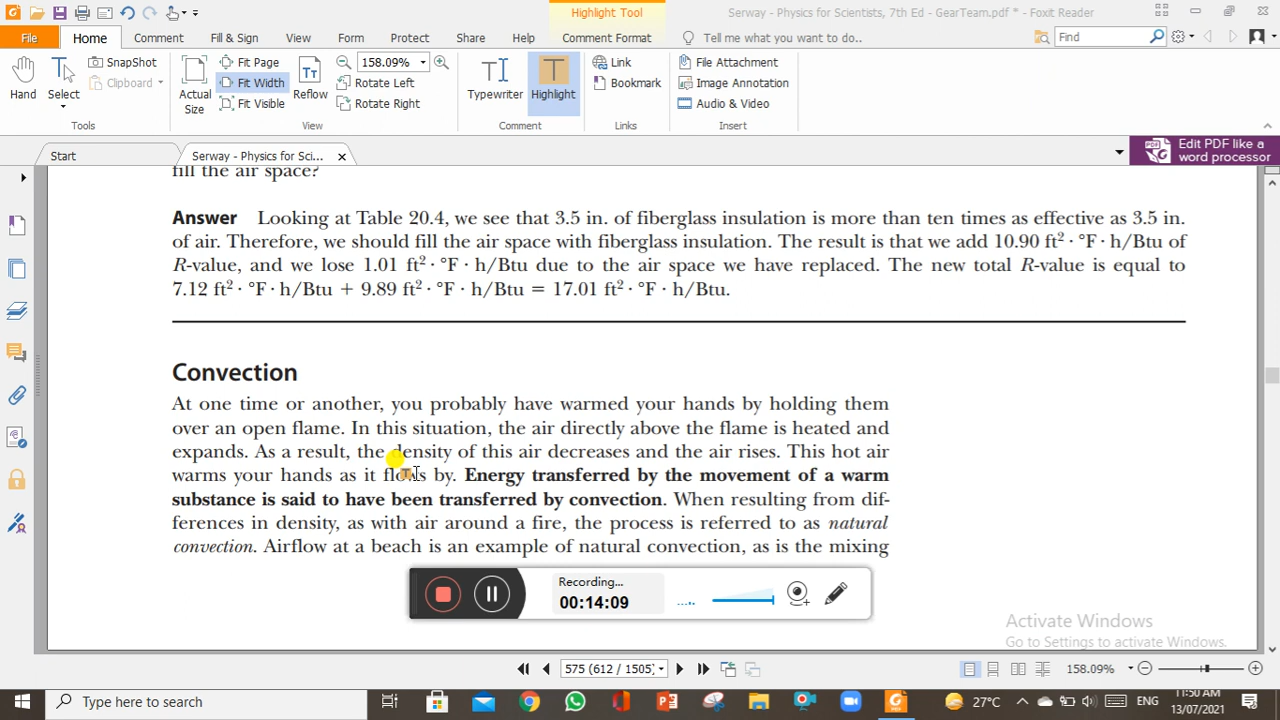 Highlight Tool
Serway - Physics for Scientists, 7th Ed - GearTeam.pdf * - Foxit Reader
File Home Comment Fill & Sign View Form Protect Share Help Comment Format Tell me what you want to do.. Find
Hand
Select
SnapShot
Clipboard
Tools
Actual
Size
Fit Page
Fit Width
Fit Visible
Reflow
158.09%
Rotate Left
Rotate Right
View
Typewriter
Highlight
Comment
Link
Bookmark
Links
File Attachment
Image Annotation
Audio & Video
Insert
Start
Serway - Physics for Sci...
Edit PDF like a
word processor
fill the air space?
Answer Looking at Table 20.4, we see that 3.5 in. of fiberglass insulation is more than ten times as effective as 3.5 in.
of air. Therefore, we should fill the air space with fiberglass insulation. The result is that we add 10.90 ft² · °F · h/Btu of
R-value, and we lose 1.01 ft² · °F · h/Btu due to the air space we have replaced. The new total R-value is equal to
7.12 ft² · °F · h/Btu + 9.89 ft² · °F · h/Btu = 17.01 ft² · °F · h/Btu.
Convection
At one time or another, you probably have warmed your hands by holding them
over an open flame. In this situation, the air directly above the flame is heated and
expands. As a result, the density of this air decreases and the air rises. This hot air
warms your hands as it flows by. Energy transferred by the movement of a warm
substance is said to have been transferred by convection. When resulting from dif-
ferences in density, as with air around a fire, the process is referred to as natural
convection. Airflow at a beach is an example of natural convection, as is the mixing
Recording...
00:14:09
Activate Windows
Go to Settings to activate Windows.
575 (612 / 1505)
158.09%
Type here to search
27°C
ENG
11:50 AM
13/07/2021